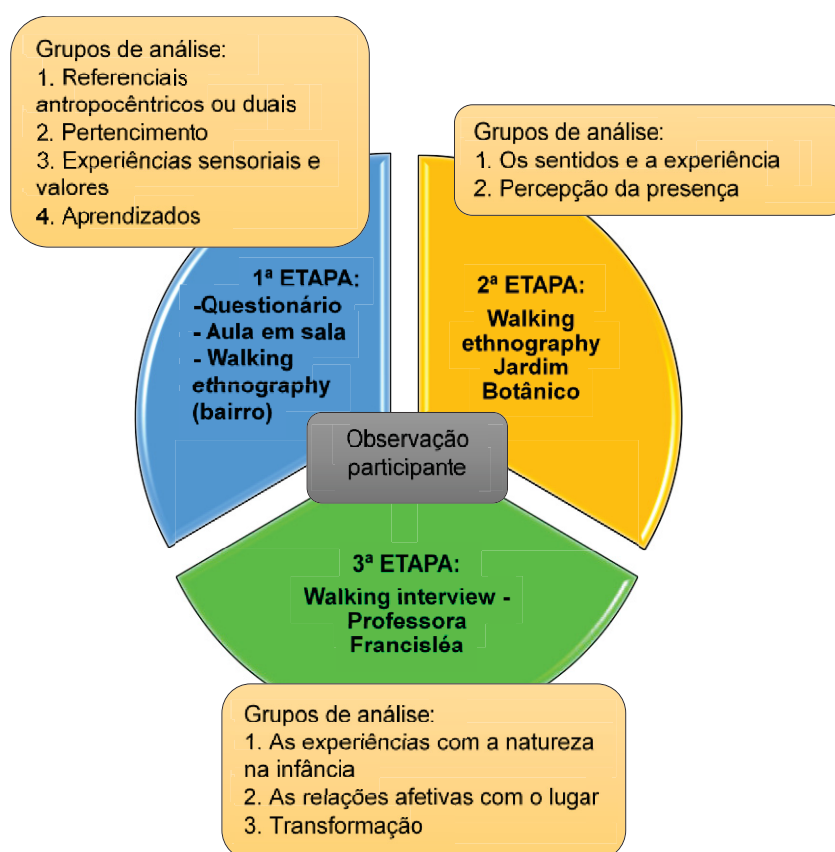 Grupos de análise:
1. Referenciais
antropocêntricos ou duais
2. Pertencimento
3. Experiências sensoriais e
valores
4. Aprendizados
Grupos de análise:
1. Os sentidos e a experiência
2. Percepção da presença
1ª ETAPA:
-Questionário
- Aula em sala
- Walking
ethnography
(bairro)
2ª ETAPA:
Walking
ethnography
Jardim
Botânico
Observação
participante
3ª ETAPA:
Walking interview -
Professora
Francisléa
Grupos de análise:
1. As experiências com a natureza
na infância
2. As relações afetivas com o lugar
3. Transformação